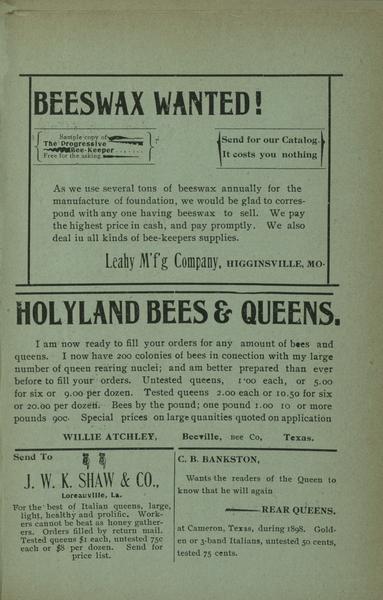 BEESWAX WANTED!
Sample copy of
The Progressive
Bee-Keeper.......
Free for the asking
Send for our Catalog.
It costs you nothing
As we use several tons of beeswax annually for the
manufacture of foundation, we would be glad to corres-
pond with any one having beeswax to sell. We pay
the highest price in cash, and pay promptly. We also
deal in all kinds of bee-keepers supplies.
Leahy M'f'g Company, HIGGINSVILLE, MO-
HOLYLAND BEES & QUEENS.
I am now ready to fill your orders for any amount of bees and
queens. I now have 200 colonies of bees in conection with my large
number of queen rearing nuclei; and am better prepared than ever
before to fill your orders. Untested queens, 1'00 each, or 5.00
for six or 9.00 per dozen. Tested queens 2.00 each or 10.50 for six
or 20.00 per dozen. Bees by the pound; one pound 1.00 10 or more
pounds 90c. Special prices on large quanities quoted on application
WILLIE ATCHLEY, Beeville, BEE CO, Texas.
Send To
J. W. K. SHAW & CO.,
Loreauville, La.
For the best of Italian queens, large,
light, healthy and prolific. Work-
ers cannot be beat as honey gather-
ers. Orders filled by return mail.
Tested queens $1 each, untested 75c
each or $8 per dozen. Send for
price list.
C. B. BANKSTON,
Wants the readers of the Queen to
know that he will again
REAR QUEENS.
at Cameron, Texas, during 1898. Gold-
en or 3-band Italians, untested 50 cents,
tested 75 cents.